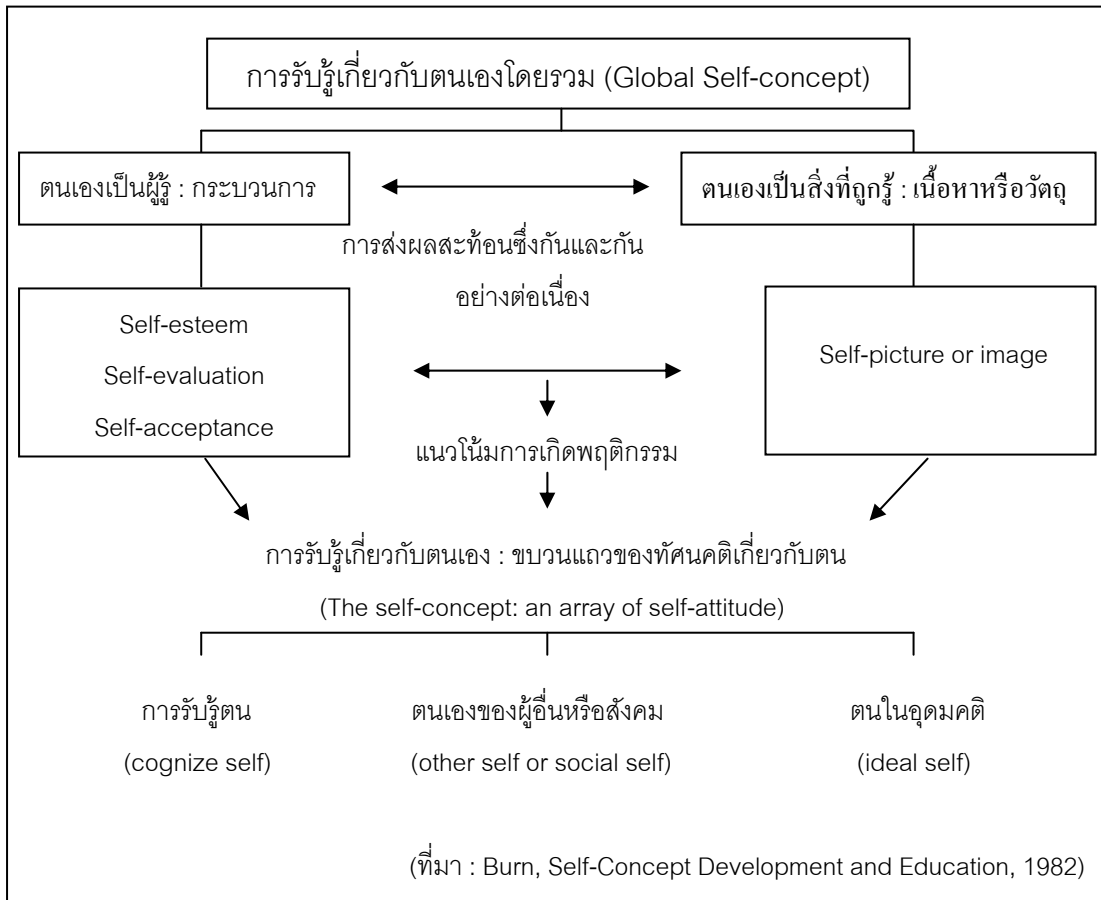 การรับรู้เกี่ยวกับตนเองโดยรวม (Global Self-concept)
ตนเองเป็นผู้รู้ : กระบวนการ
ตนเองเป็นสิ่งที่ถูกรู้ : เนื้อหาหรือวัตถุ
การส่งผลสะท้อนซึ่งกันและกัน
อย่างต่อเนื่อง
Self-esteem
Self-evaluation
Self-acceptance
Self-picture or image
แนวโน้มการเกิดพฤติกรรม
การรับรู้เกี่ยวกับตนเอง : ขบวนแถวของทัศนคติเกี่ยวกับตน
(The self-concept: an array of self-attitude)
การรับรู้ตน
(cognize self)
ตนเองของผู้อื่นหรือสังคม
(other self or social self)
ตนในอุดมคติ
(ideal self)
(ที่มา : Burn, Self-Concept Development and Education, 1982)